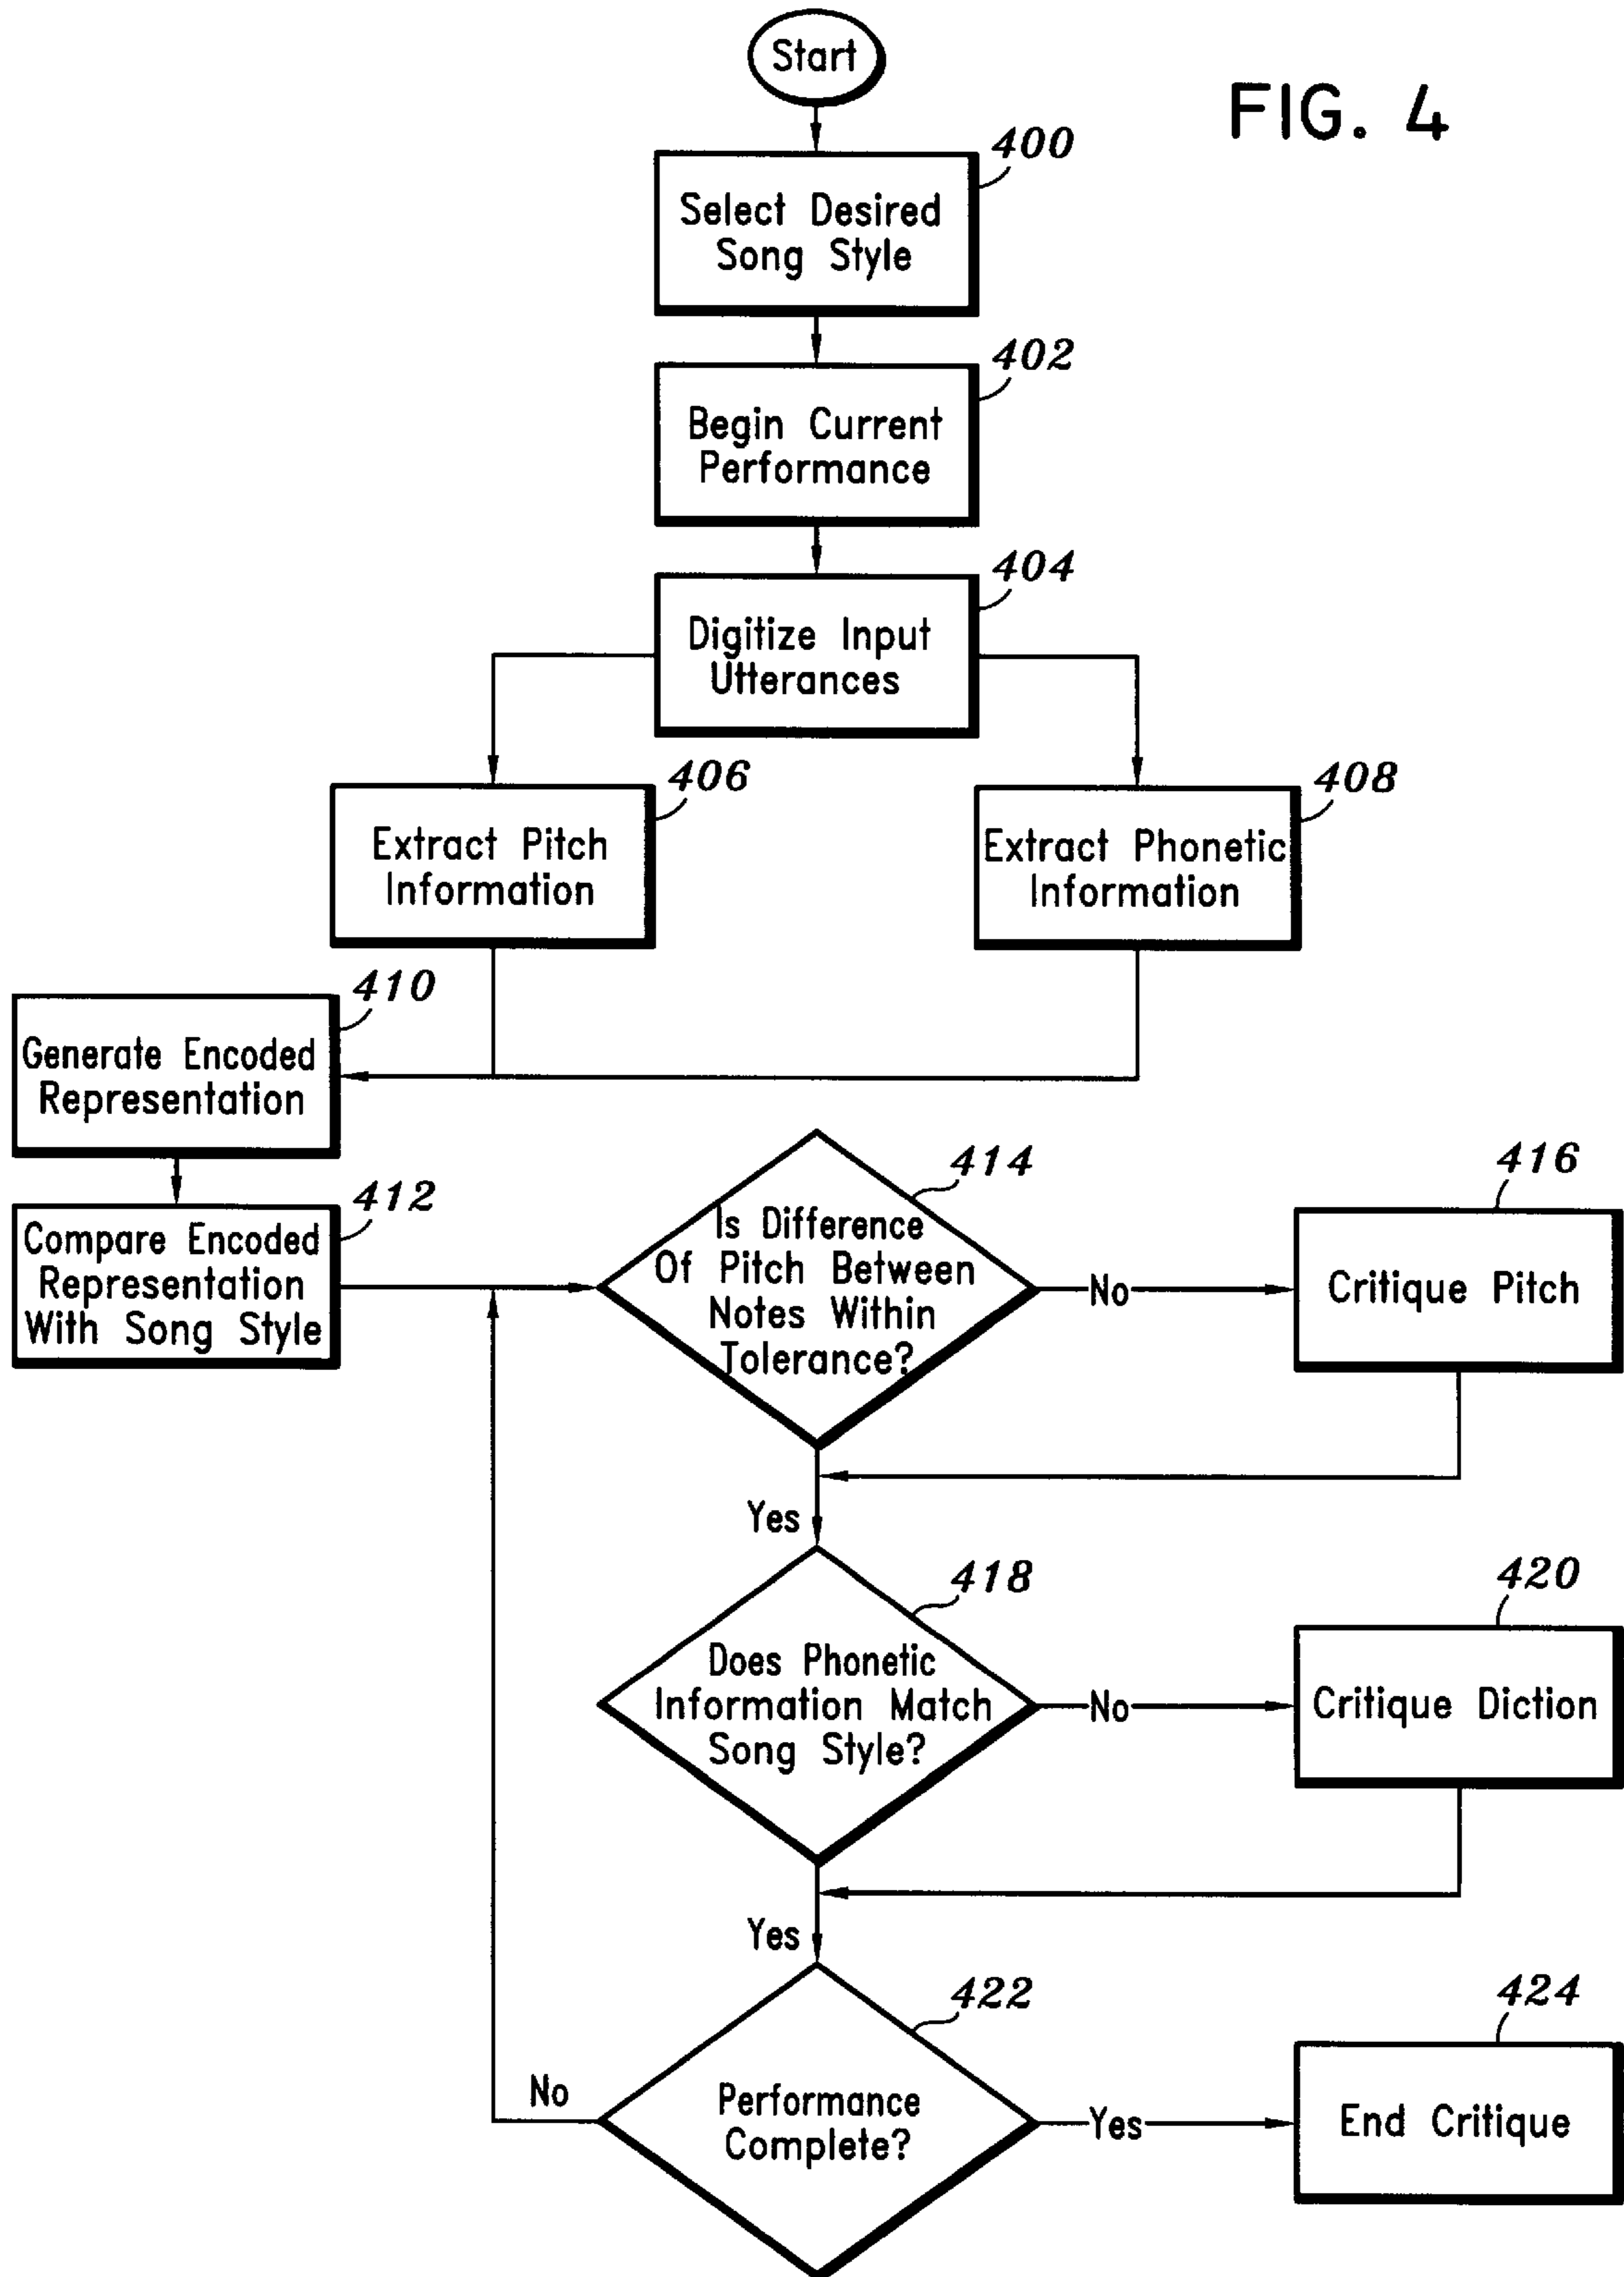 Start
FIG. 4
400
Select Desired
Song Style
402
Begin Current
Performance
404
Digitize Input
Utterances
406
Extract Pitch
Information
408
Extract Phonetic
Information
410
Generate Encoded
Representation
412
Compare Encoded
Representation
With Song Style
414
Is Difference
Of Pitch Between
Notes Within
Tolerance?
No
416
Critique Pitch
Yes
418
Does Phonetic
Information Match
Song Style?
No
420
Critique Diction
Yes
422
Performance
Complete?
No
Yes
424
End Critique